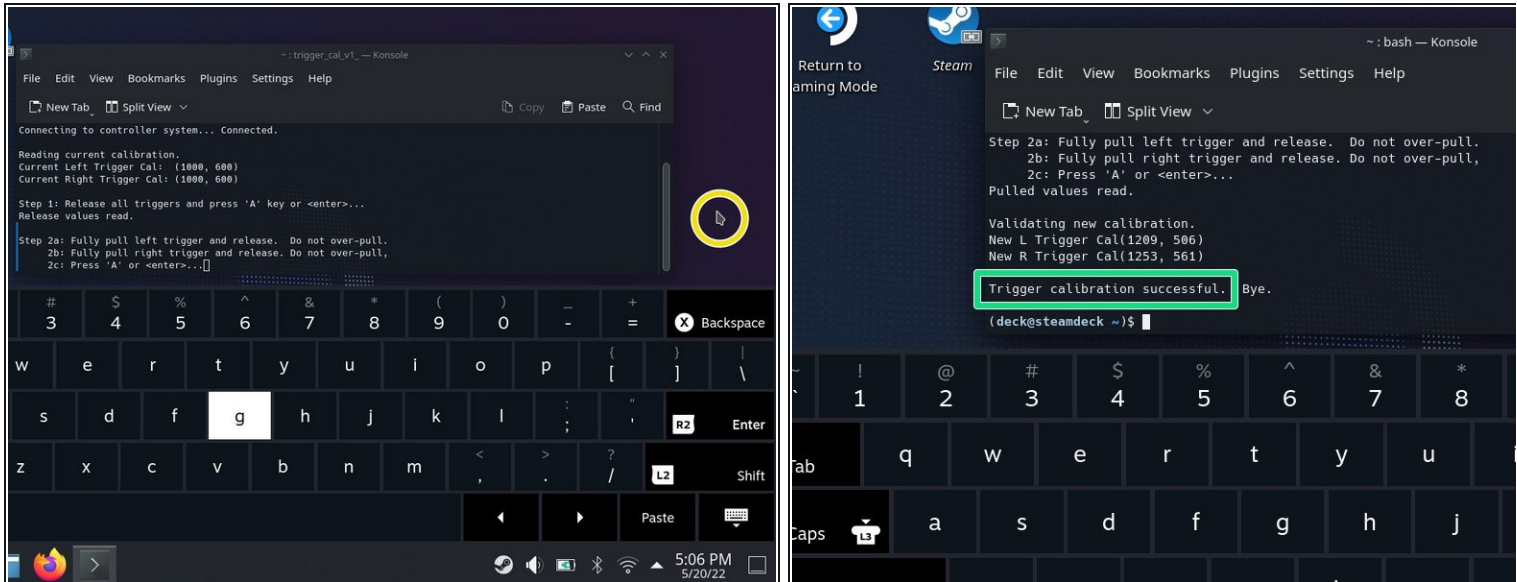 ~ : trigger_cal_v1_ — Konsole
File Edit View Bookmarks Plugins Settings Help
New Tab Split View Copy Paste Find
Connecting to controller system... Connected.
Reading current calibration.
Current Left Trigger Cal:  (1000, 600)
Current Right Trigger Cal: (1000, 600)
Step 1: Release all triggers and press 'A' key or <enter>...
Release values read.
Step 2a: Fully pull left trigger and release.  Do not over-pull.
2b: Fully pull right trigger and release. Do not over-pull,
2c: Press 'A' or <enter>...
# $ % ^ & * ( ) _ +
3 4 5 6 7 8 9 0 - = X Backspace
{ } |
w e r t y u i o p [ ] \
: "
s d f g h j k l ; ' R2 Enter
< > ?
z x c v b n m , . / L2 Shift
Paste
5:06 PM
5/20/22
Return to
aming Mode
Steam
~ : bash — Konsole
File Edit View Bookmarks Plugins Settings Help
New Tab Split View
Step 2a: Fully pull left trigger and release.  Do not over-pull.
2b: Fully pull right trigger and release. Do not over-pull,
2c: Press 'A' or <enter>...
Pulled values read.
Validating new calibration.
New L Trigger Cal(1209, 506)
New R Trigger Cal(1253, 561)
Trigger calibration successful.  Bye.
(deck@steamdeck ~)$
~ ! @ # $ % ^ & *
` 1 2 3 4 5 6 7 8
Tab q w e r t y u
Caps L3 a s d f g h j